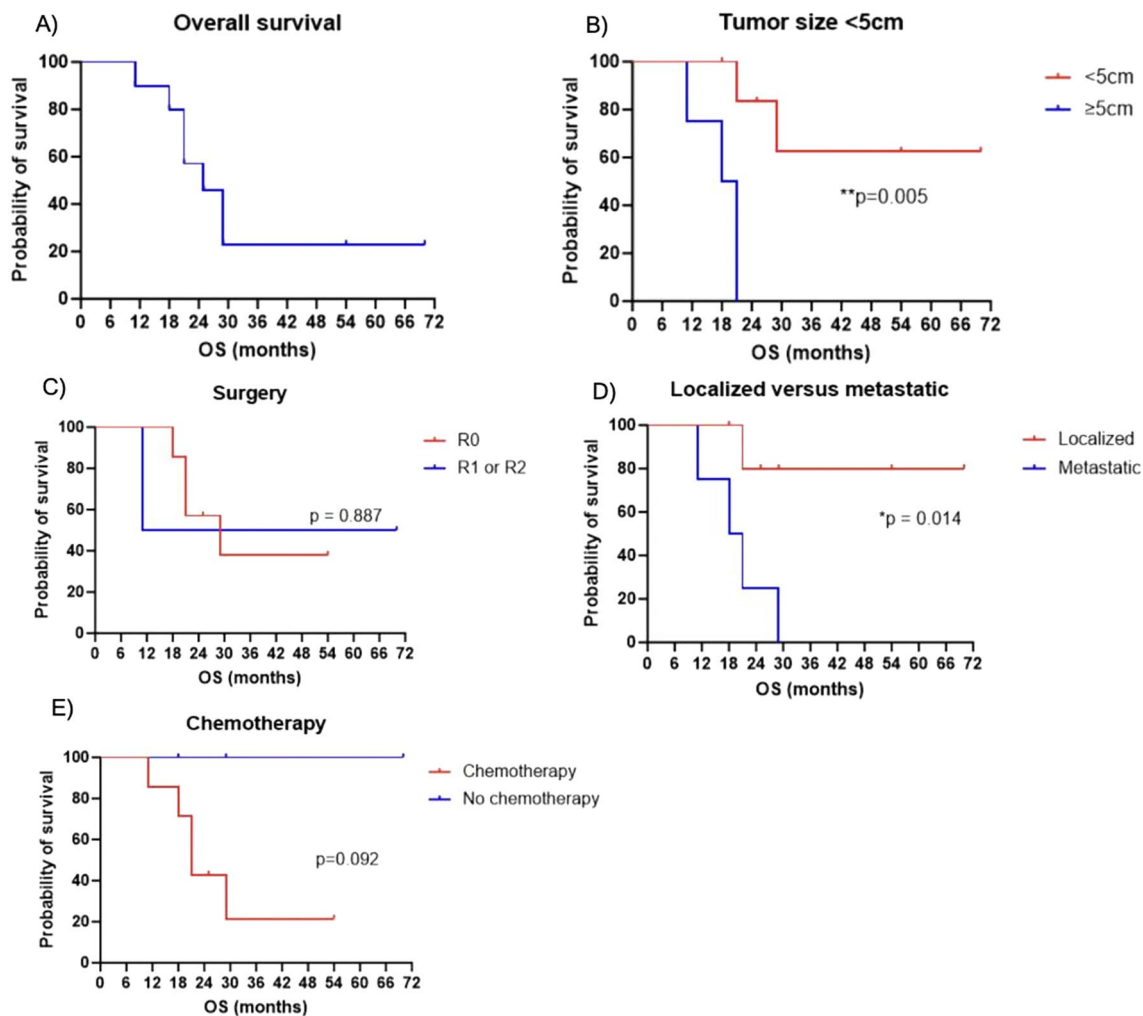 A)
Overall survival
Probability of survival
100
80
60
40
20
0
0 6 12 18 24 30 36 42 48 54 60 66 72
OS (months)
B)
Tumor size <5cm
Probability of survival
100
80
60
40
20
0
0 6 12 18 24 30 36 42 48 54 60 66 72
OS (months)
<5cm
≥5cm
**p=0.005
C)
Surgery
Probability of survival
100
80
60
40
20
0
0 6 12 18 24 30 36 42 48 54 60 66 72
OS (months)
R0
R1 or R2
p = 0.887
D)
Localized versus metastatic
Probability of survival
100
80
60
40
20
0
0 6 12 18 24 30 36 42 48 54 60 66 72
OS (months)
Localized
Metastatic
*p = 0.014
E)
Chemotherapy
Probability of survival
100
80
60
40
20
0
0 6 12 18 24 30 36 42 48 54 60 66 72
OS (months)
Chemotherapy
No chemotherapy
p=0.092